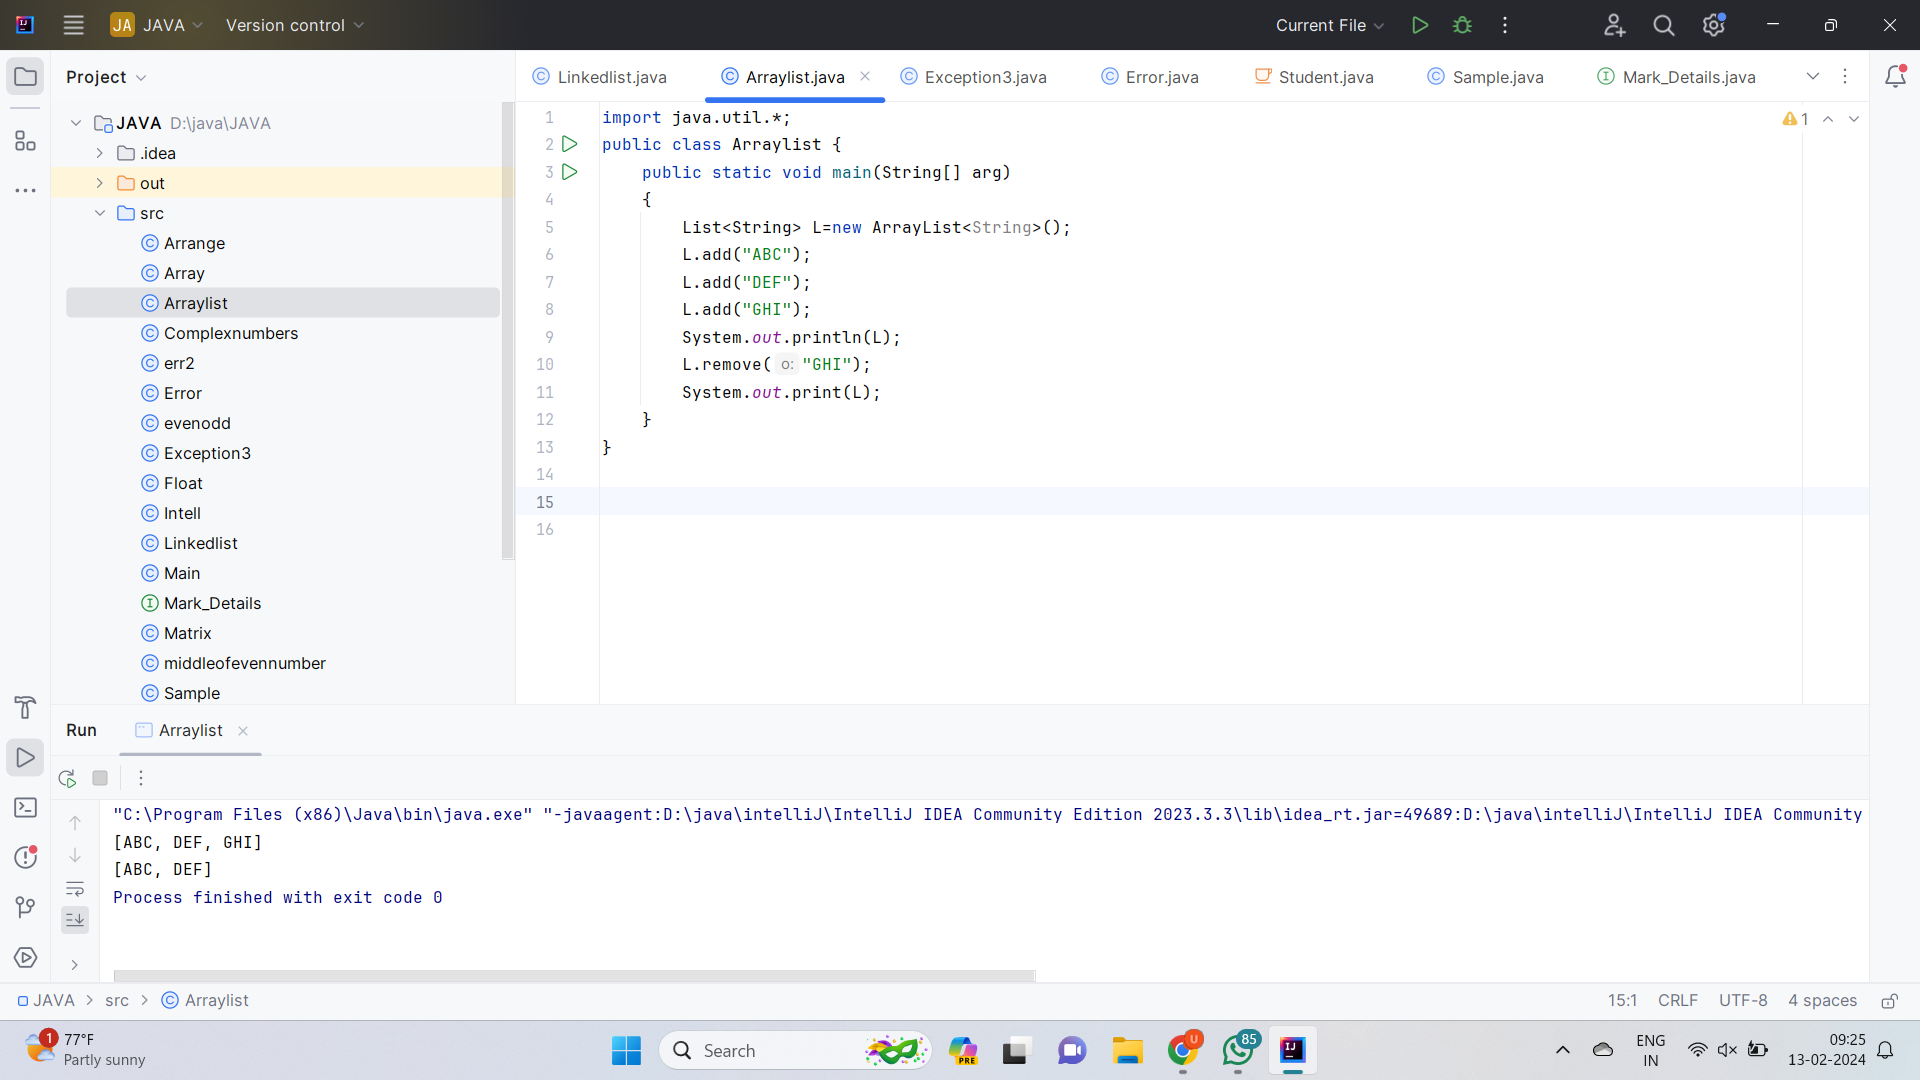 JA JAVA Version control Current File
Project
Linkedlist.java Arraylist.java Exception3.java Error.java Student.java Sample.java Mark_Details.java
JAVA D:\java\JAVA
.idea
out
src
Arrange
Array
Arraylist
Complexnumbers
err2
Error
evenodd
Exception3
Float
Intell
Linkedlist
Main
Mark_Details
Matrix
middleofevennumber
Sample
1 import java.util.*;
2 public class Arraylist {
3 public static void main(String[] arg)
4 {
5 List<String> L=new ArrayList<String>();
6 L.add("ABC");
7 L.add("DEF");
8 L.add("GHI");
9 System.out.println(L);
10 L.remove( o: "GHI");
11 System.out.print(L);
12 }
13 }
14
15
16
1
Run Arraylist
"C:\Program Files (x86)\Java\bin\java.exe" "-javaagent:D:\java\intelliJ\IntelliJ IDEA Community Edition 2023.3.3\lib\idea_rt.jar=49689:D:\java\intelliJ\IntelliJ IDEA Community
[ABC, DEF, GHI]
[ABC, DEF]
Process finished with exit code 0
JAVA > src > Arraylist 15:1 CRLF UTF-8 4 spaces
1 77°F
Partly sunny
Search
PRE
U
85
IJ
ENG
IN
09:25
13-02-2024